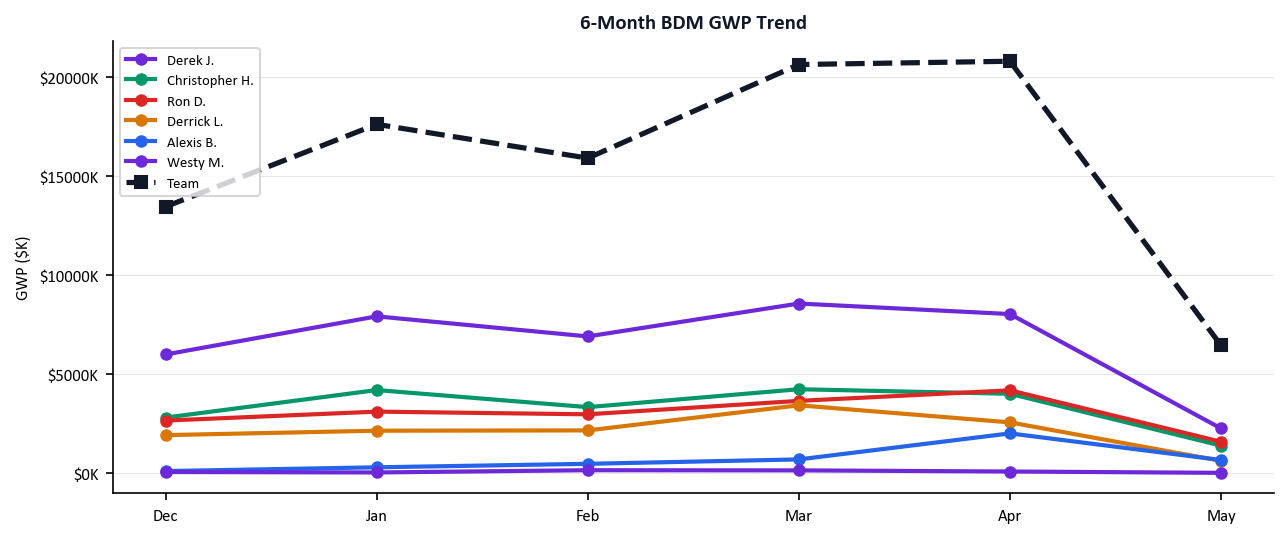 6-Month BDM GWP Trend
Derek J.
Christopher H.
Ron D.
Derrick L.
Alexis B.
Westy M.
Team
GWP ($K)
$20000K
$15000K
$10000K
$5000K
$0K
Dec Jan Feb Mar Apr May